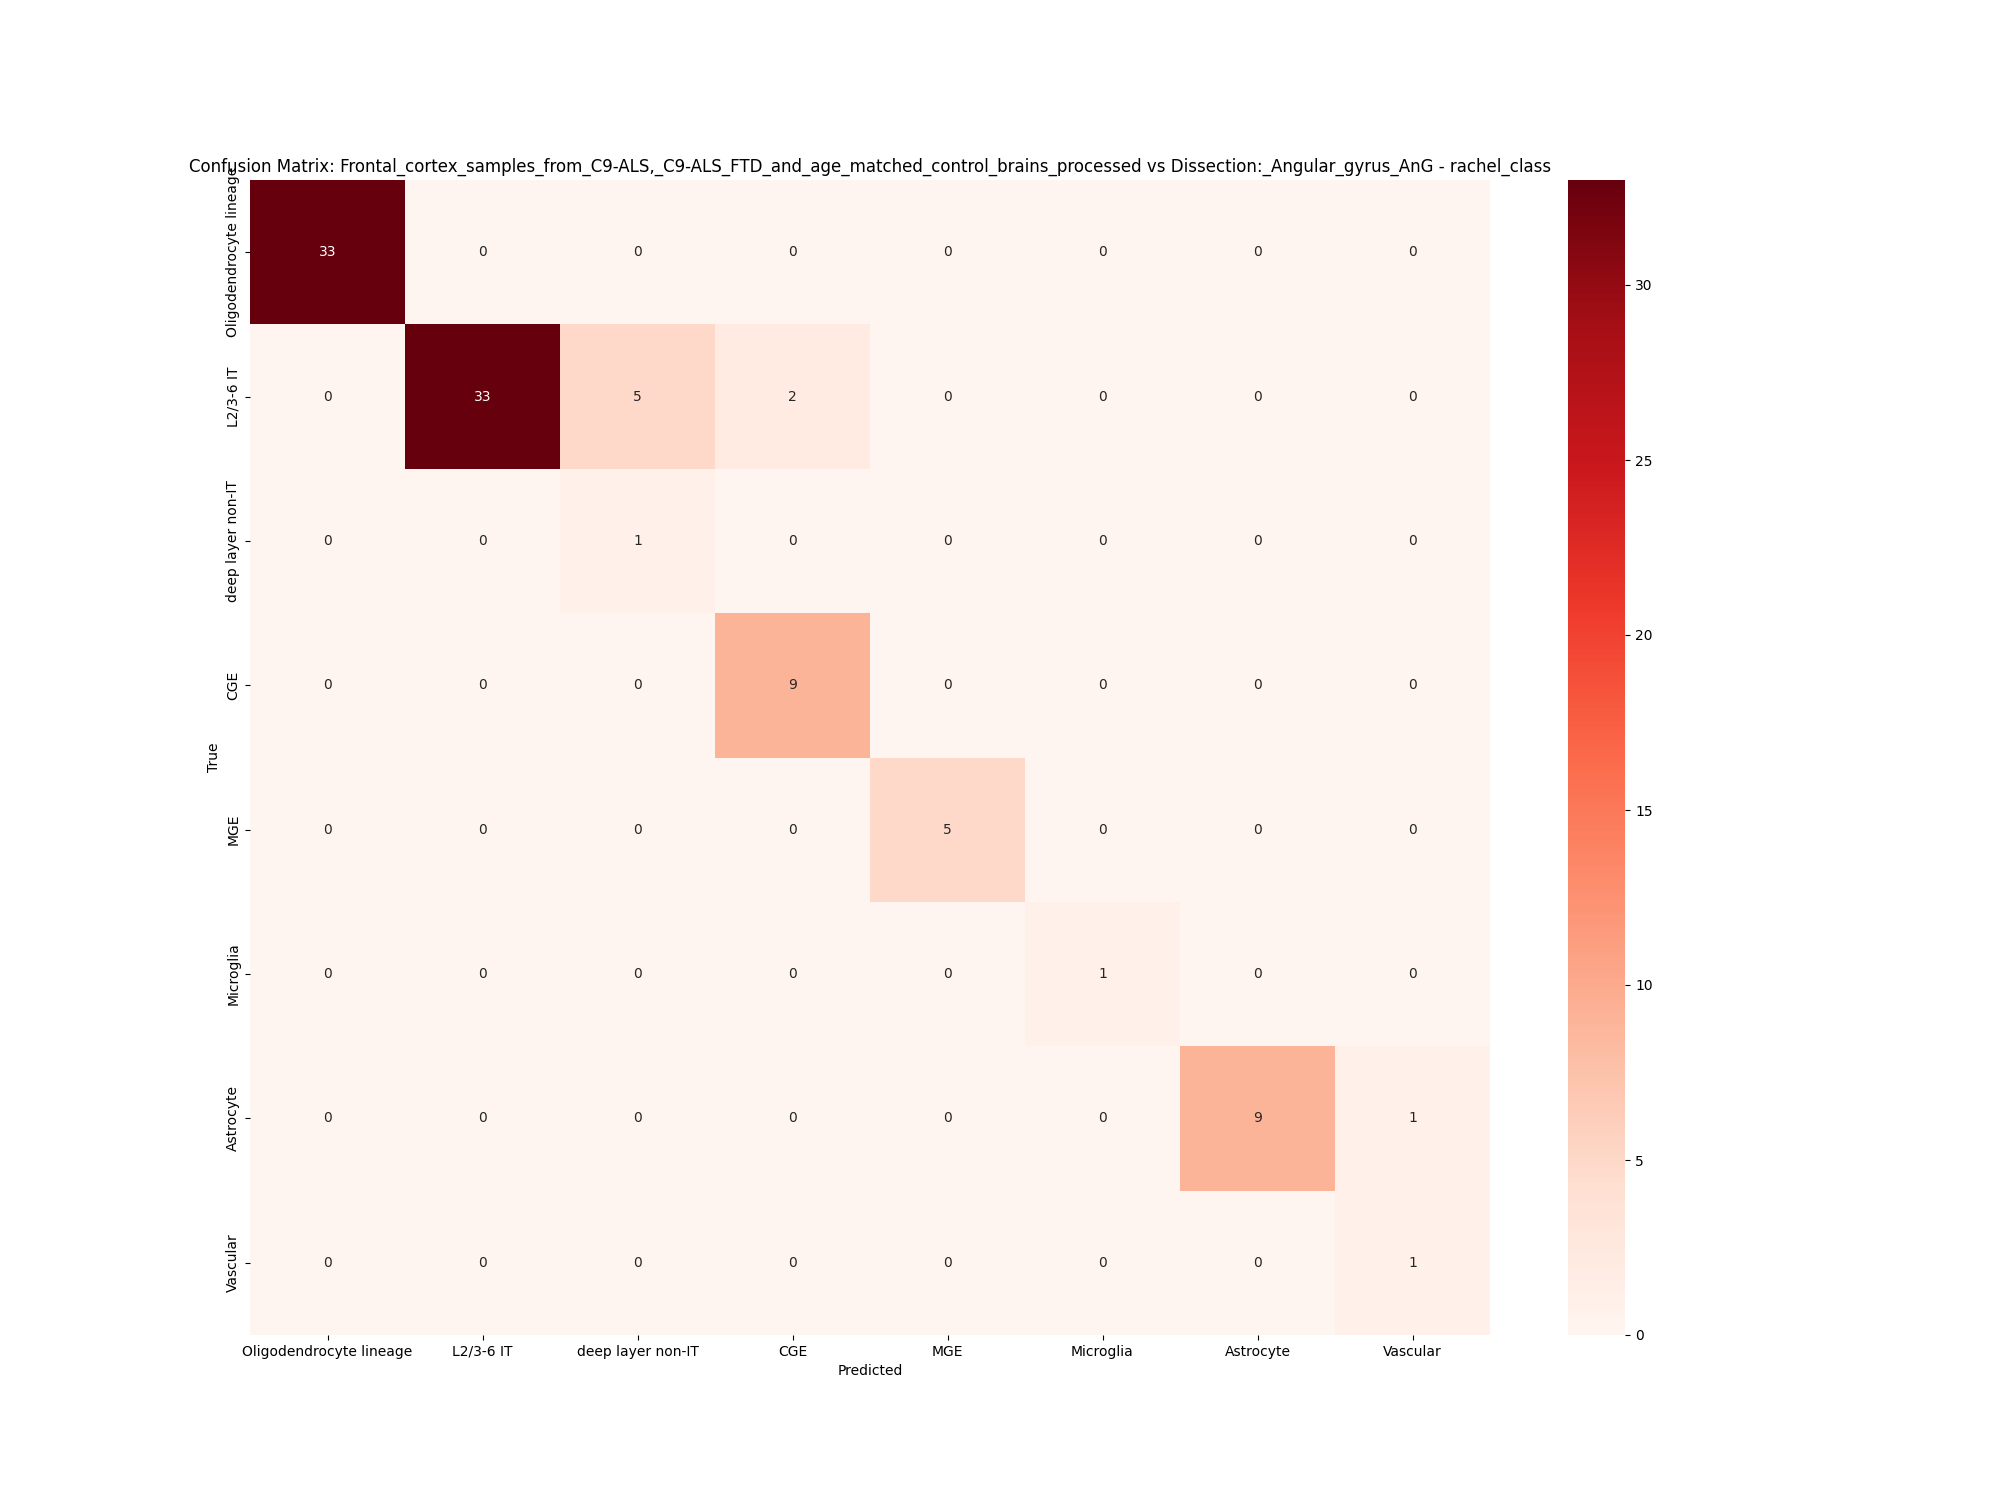 Confusion Matrix: Frontal_cortex_samples_from_C9-ALS,_C9-ALS_FTD_and_age_matched_control_brains_processed vs Dissection:_Angular_gyrus_AnG - rachel_class
True
Oligodendrocyte lineage
33 0 0 0 0 0 0 0
L2/3-6 IT
0 33 5 2 0 0 0 0
deep layer non-IT
0 0 1 0 0 0 0 0
CGE
0 0 0 9 0 0 0 0
MGE
0 0 0 0 5 0 0 0
Microglia
0 0 0 0 0 1 0 0
Astrocyte
0 0 0 0 0 0 9 1
Vascular
0 0 0 0 0 0 0 1
Oligodendrocyte lineage L2/3-6 IT deep layer non-IT CGE MGE Microglia Astrocyte Vascular
Predicted
30
25
20
15
10
5
0